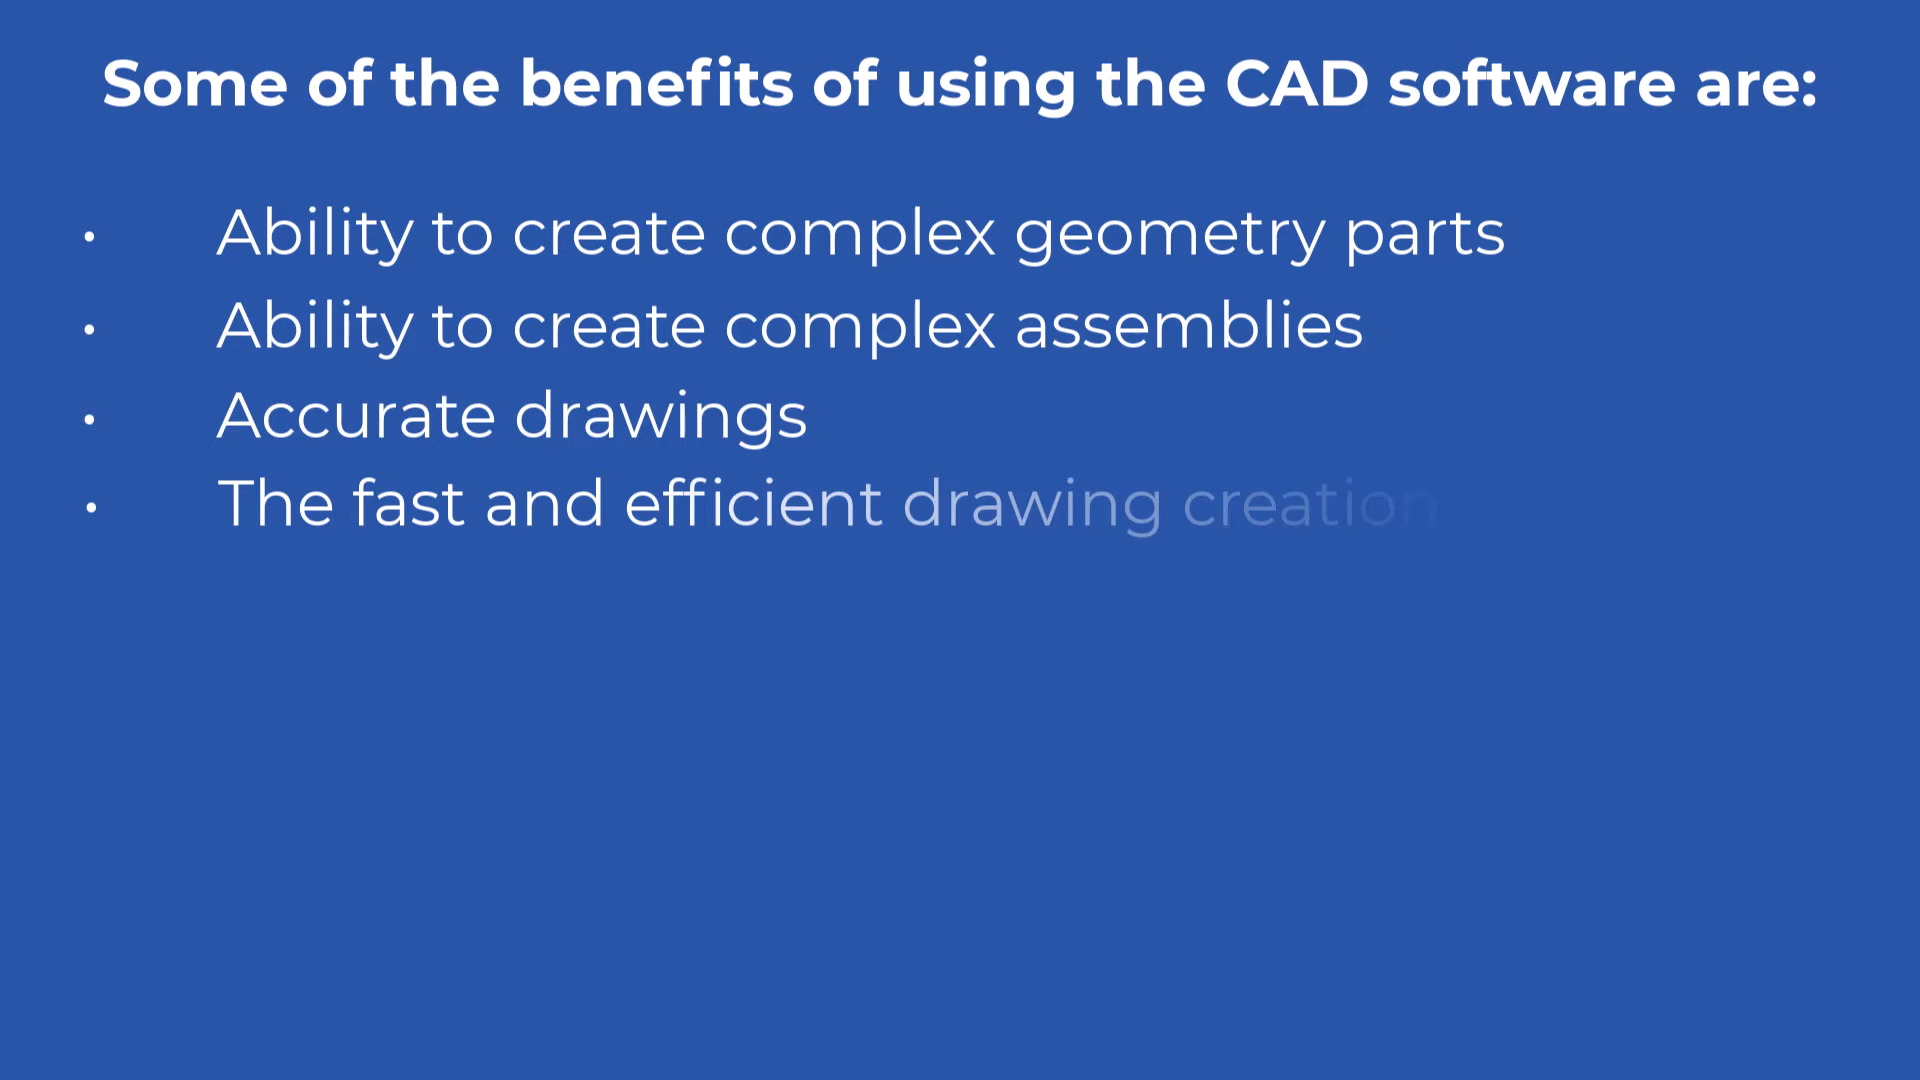 Some of the benefits of using the CAD software are:
• Ability to create complex geometry parts
• Ability to create complex assemblies
• Accurate drawings
• The fast and efficient drawing creation